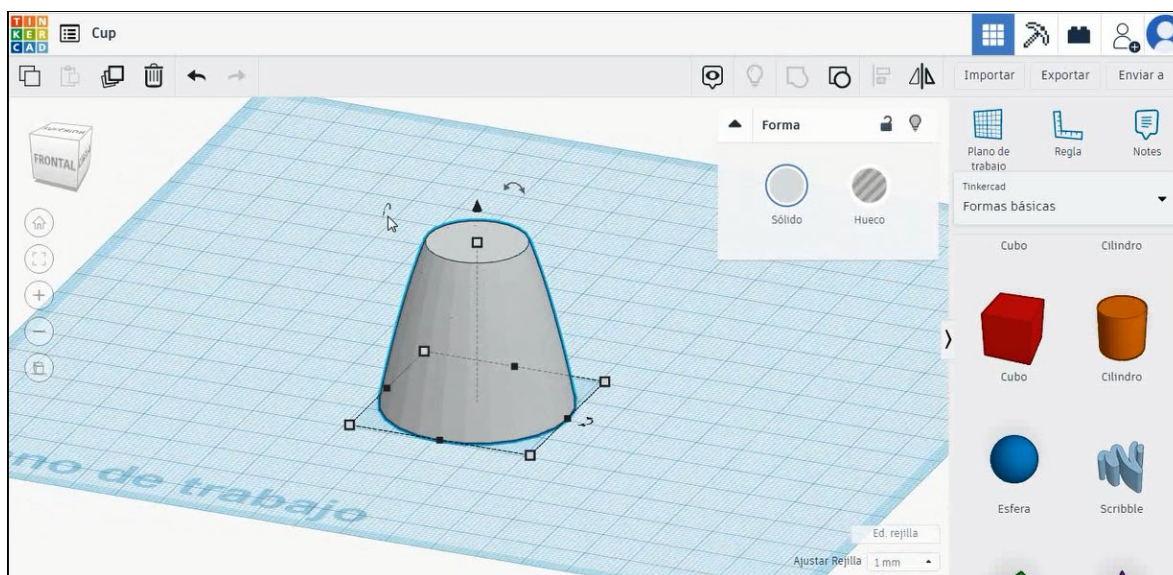 TIN
KER
CAD
Cup
Importar
Exportar
Enviar a
Forma
Sólido
Hueco
FRONTAL
Plano de
trabajo
Regla
Notes
Tinkercad
Formas básicas
Cubo
Cilindro
Cubo
Cilindro
Esfera
Scribble
no de trabajo
Ed. rejilla
Ajustar Rejilla
1 mm